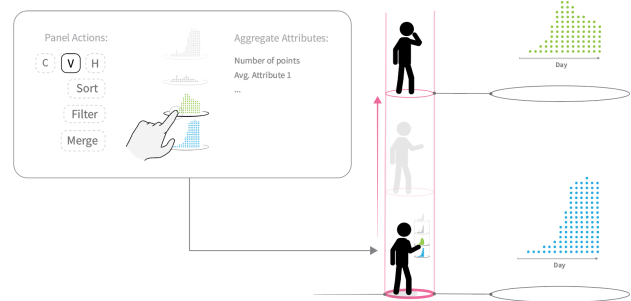 Panel Actions:
Aggregate Attributes:
C V H
Number of points
Avg. Attribute 1
...
Sort
Filter
Merge
Day
Day